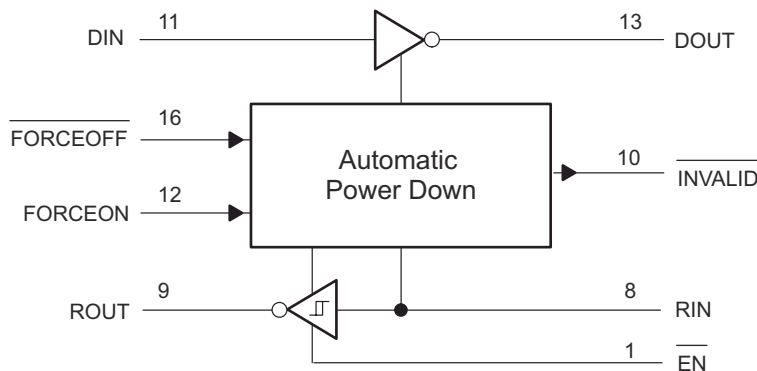 DIN 11 13 DOUT
FORCEOFF 16
Automatic
Power Down
10 INVALID
FORCEON 12
ROUT 9 8 RIN
1 EN